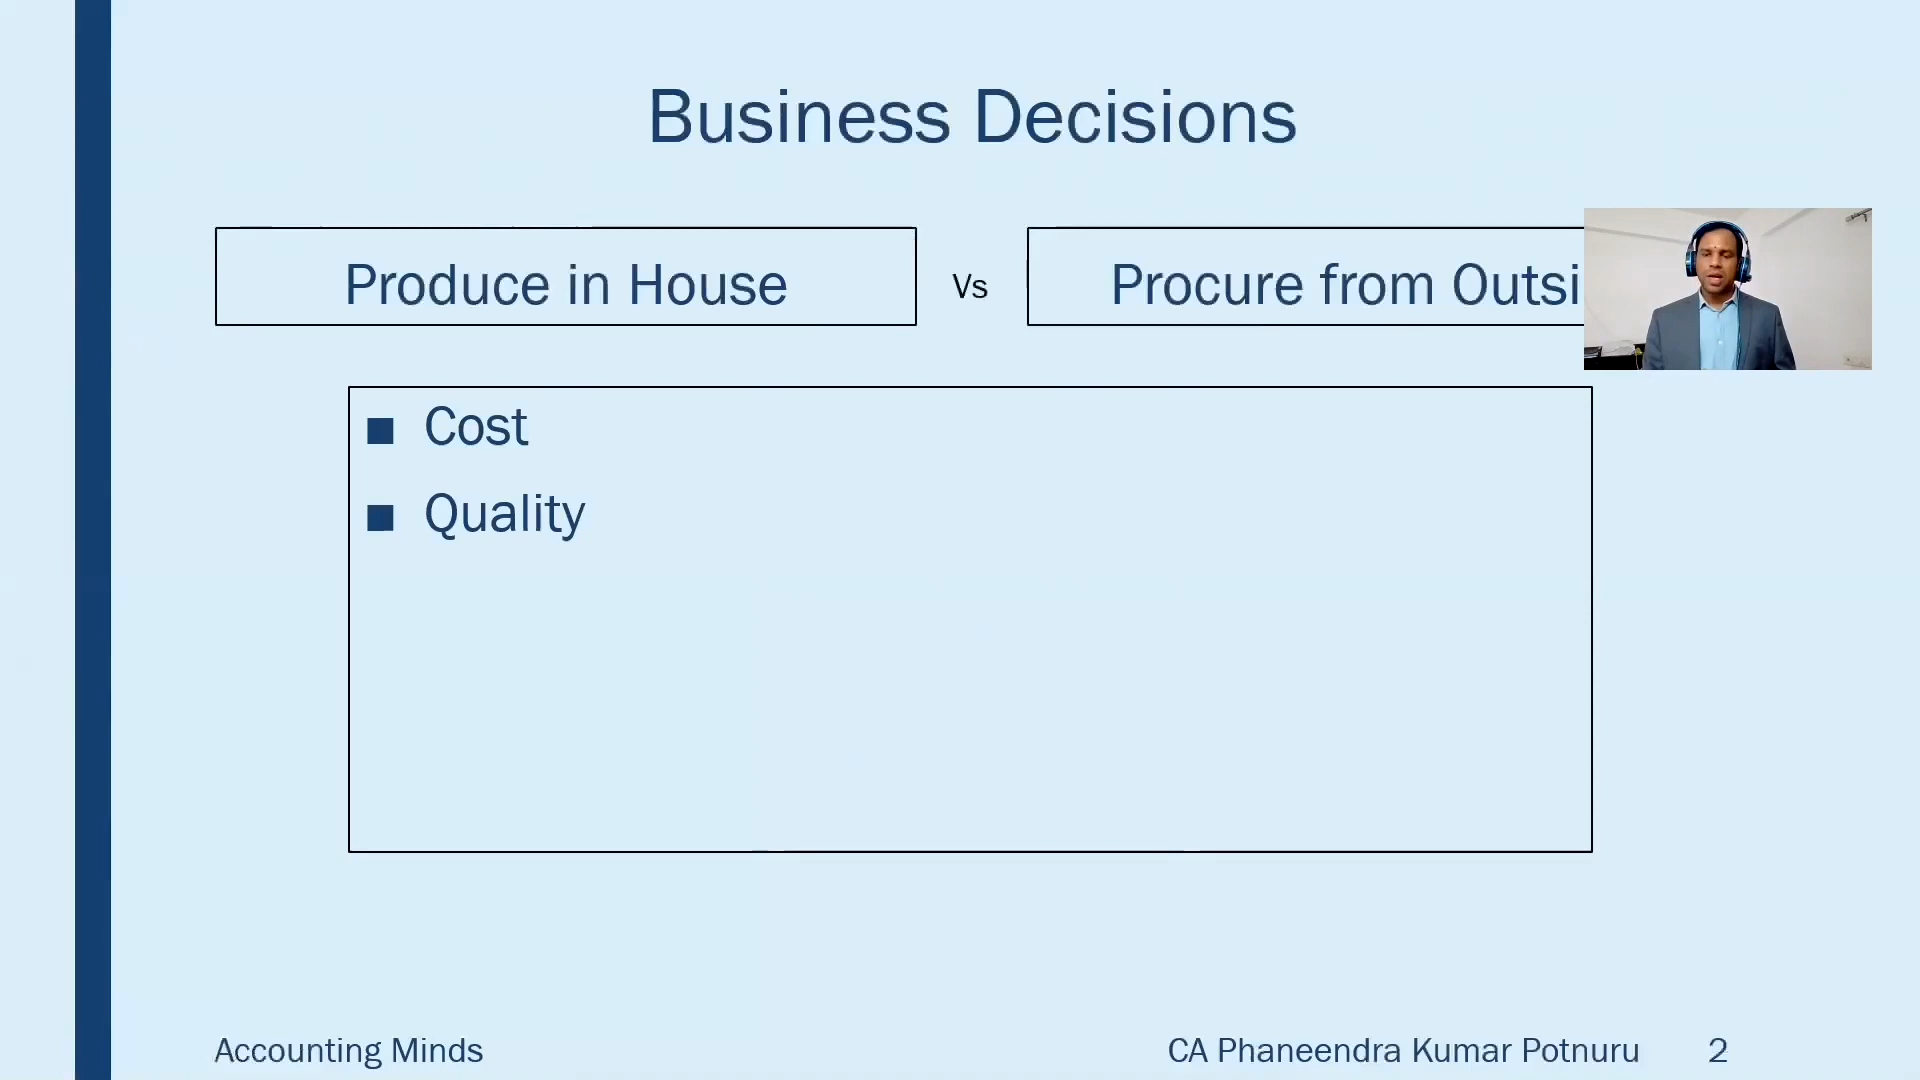 Business Decisions
Produce in House
Vs
Procure from Outsi
Cost
Quality
Accounting Minds
CA Phaneendra Kumar Potnuru
2